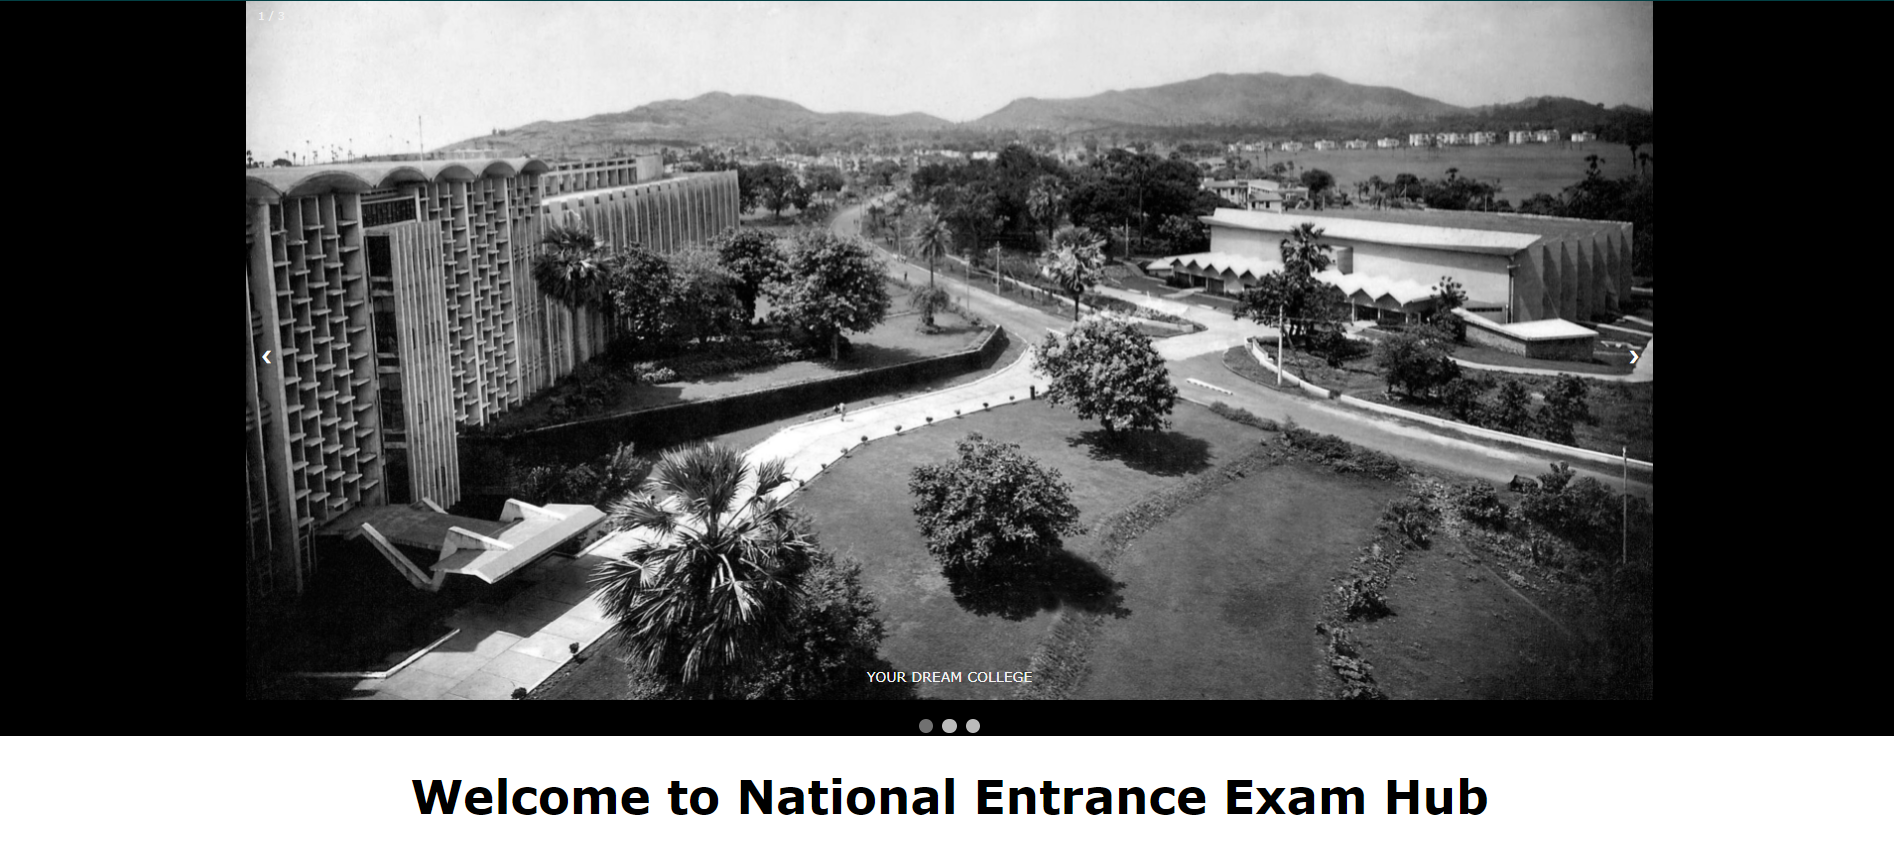 1 / 3
❮ ❯
YOUR DREAM COLLEGE
Welcome to National Entrance Exam Hub